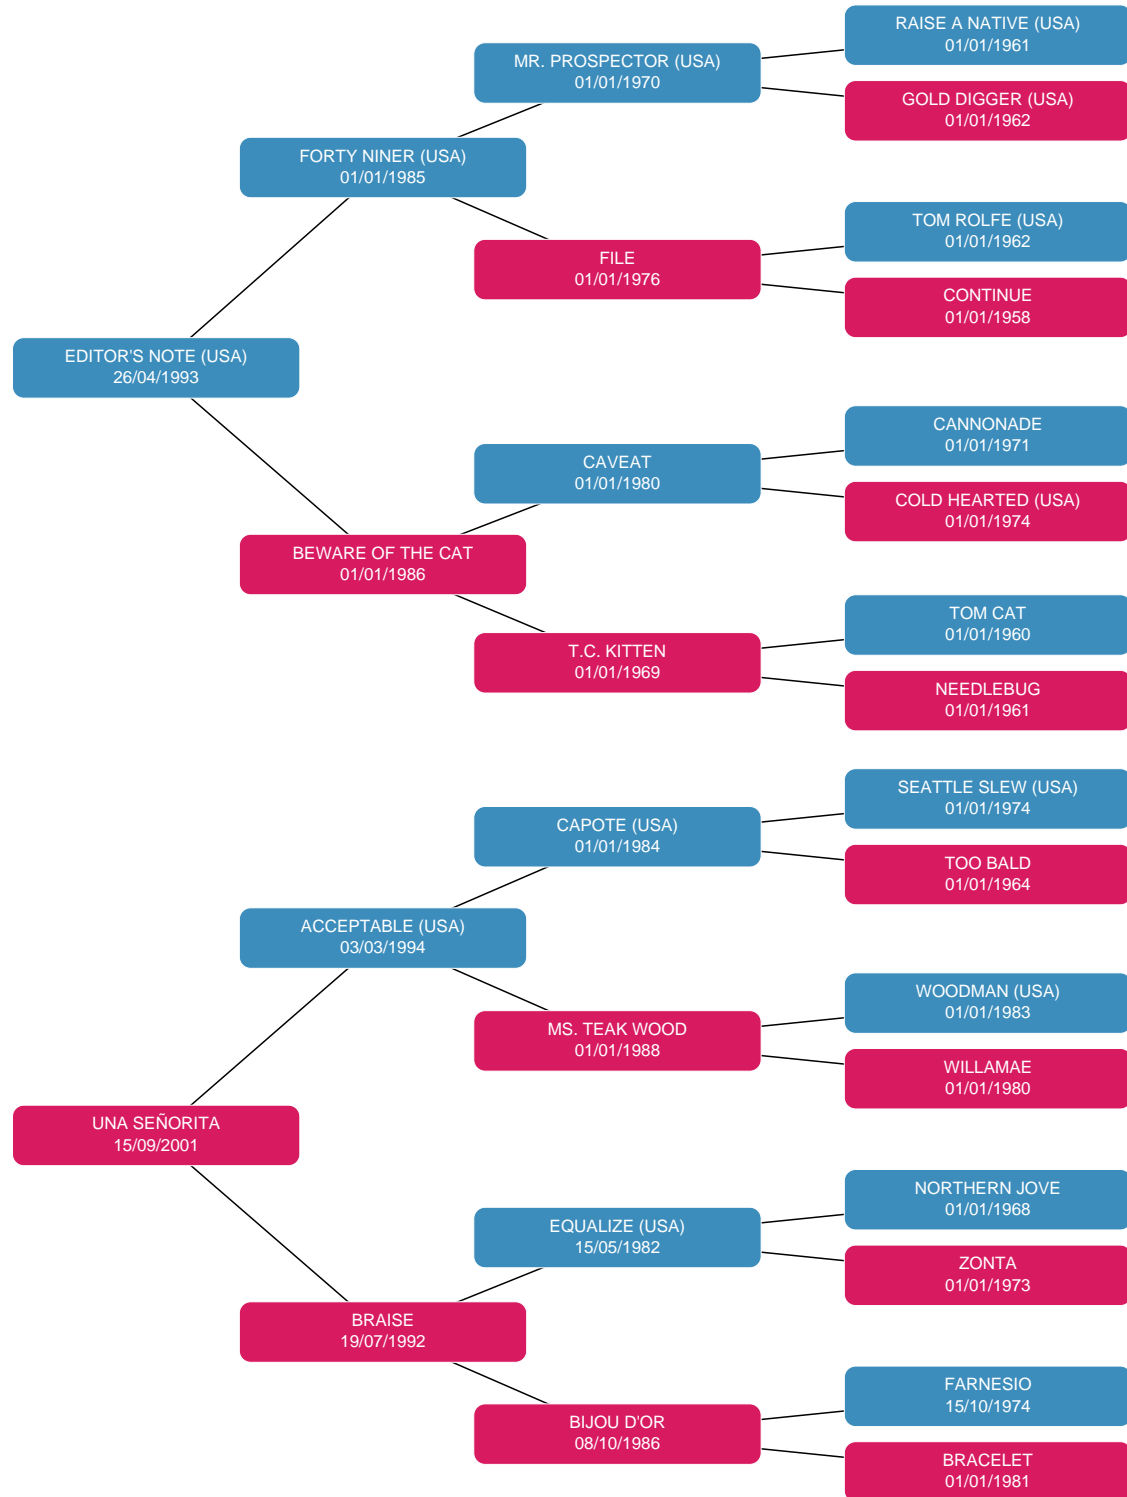 RAISE A NATIVE (USA)
01/01/1961
MR. PROSPECTOR (USA)
01/01/1970
GOLD DIGGER (USA)
01/01/1962
FORTY NINER (USA)
01/01/1985
TOM ROLFE (USA)
01/01/1962
FILE
01/01/1976
CONTINUE
01/01/1958
EDITOR'S NOTE (USA)
26/04/1993
CANNONADE
01/01/1971
CAVEAT
01/01/1980
COLD HEARTED (USA)
01/01/1974
BEWARE OF THE CAT
01/01/1986
TOM CAT
01/01/1960
T.C. KITTEN
01/01/1969
NEEDLEBUG
01/01/1961
SEATTLE SLEW (USA)
01/01/1974
CAPOTE (USA)
01/01/1984
TOO BALD
01/01/1964
ACCEPTABLE (USA)
03/03/1994
WOODMAN (USA)
01/01/1983
MS. TEAK WOOD
01/01/1988
WILLAMAE
01/01/1980
UNA SEÑORITA
15/09/2001
NORTHERN JOVE
01/01/1968
EQUALIZE (USA)
15/05/1982
ZONTA
01/01/1973
BRAISE
19/07/1992
FARNESIO
15/10/1974
BIJOU D'OR
08/10/1986
BRACELET
01/01/1981